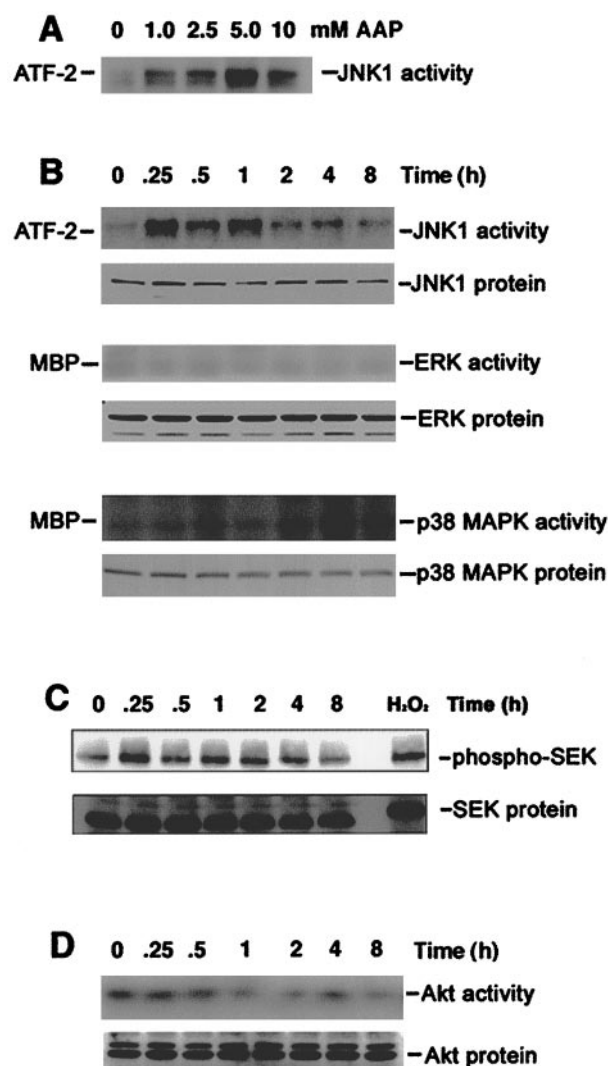 A
0 1.0 2.5 5.0 10 mM AAP
ATF-2 – –JNK1 activity
B
0 .25 .5 1 2 4 8 Time (h)
ATF-2 – –JNK1 activity
–JNK1 protein
MBP – –ERK activity
–ERK protein
MBP – –p38 MAPK activity
–p38 MAPK protein
C
0 .25 .5 1 2 4 8 H₂O₂ Time (h)
–phospho-SEK
–SEK protein
D
0 .25 .5 1 2 4 8 Time (h)
–Akt activity
–Akt protein